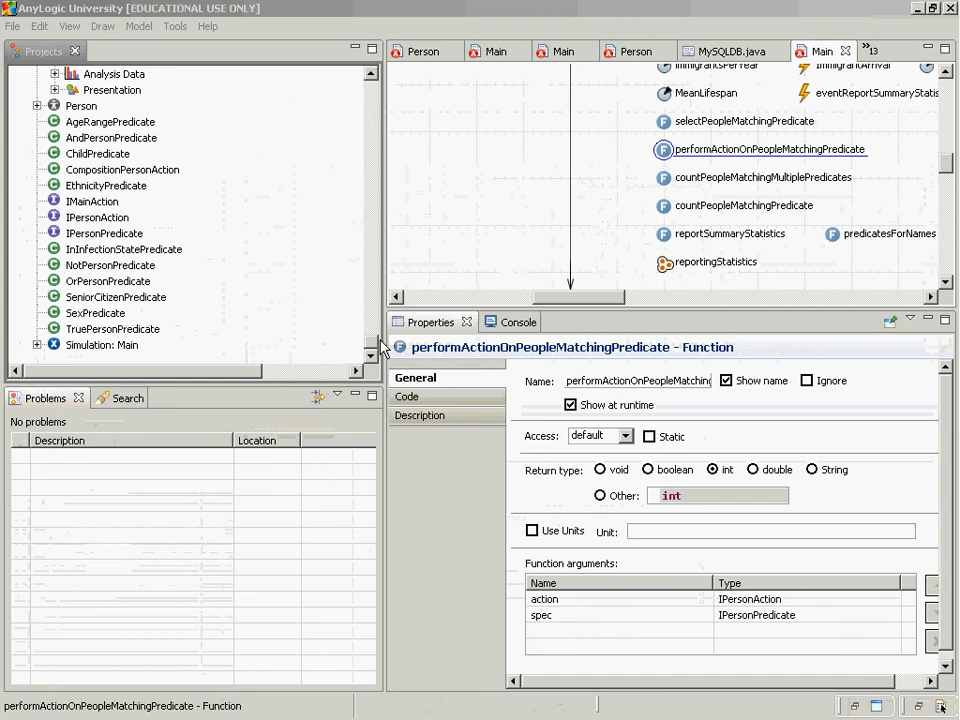 AnyLogic University [EDUCATIONAL USE ONLY]
File Edit View Draw Model Tools Help
Projects
Analysis Data
Presentation
Person
AgeRangePredicate
AndPersonPredicate
ChildPredicate
CompositionPersonAction
EthnicityPredicate
IMainAction
IPersonAction
IPersonPredicate
InInfectionStatePredicate
NotPersonPredicate
OrPersonPredicate
SeniorCitizenPredicate
SexPredicate
TruePersonPredicate
Simulation: Main
Problems Search
No problems
Description Location
Person Main Main Person MySQLDB.java Main 13
ImmigrantsPerYear ImmigrantArrival
MeanLifespan eventReportSummaryStatis
selectPeopleMatchingPredicate
performActionOnPeopleMatchingPredicate
countPeopleMatchingMultiplePredicates
countPeopleMatchingPredicate
reportSummaryStatistics predicatesForNames
reportingStatistics
Properties Console
performActionOnPeopleMatchingPredicate - Function
General
Code
Description
Name: performActionOnPeopleMatching Show name Ignore
Show at runtime
Access: default Static
Return type: void boolean int double String
Other: int
Use Units Unit:
Function arguments:
Name Type
action IPersonAction
spec IPersonPredicate
performActionOnPeopleMatchingPredicate - Function